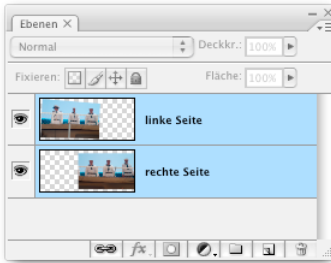 Ebenen ×
Normal Deckkr.: 100%
Fixieren: Fläche: 100%
linke Seite
rechte Seite
fx